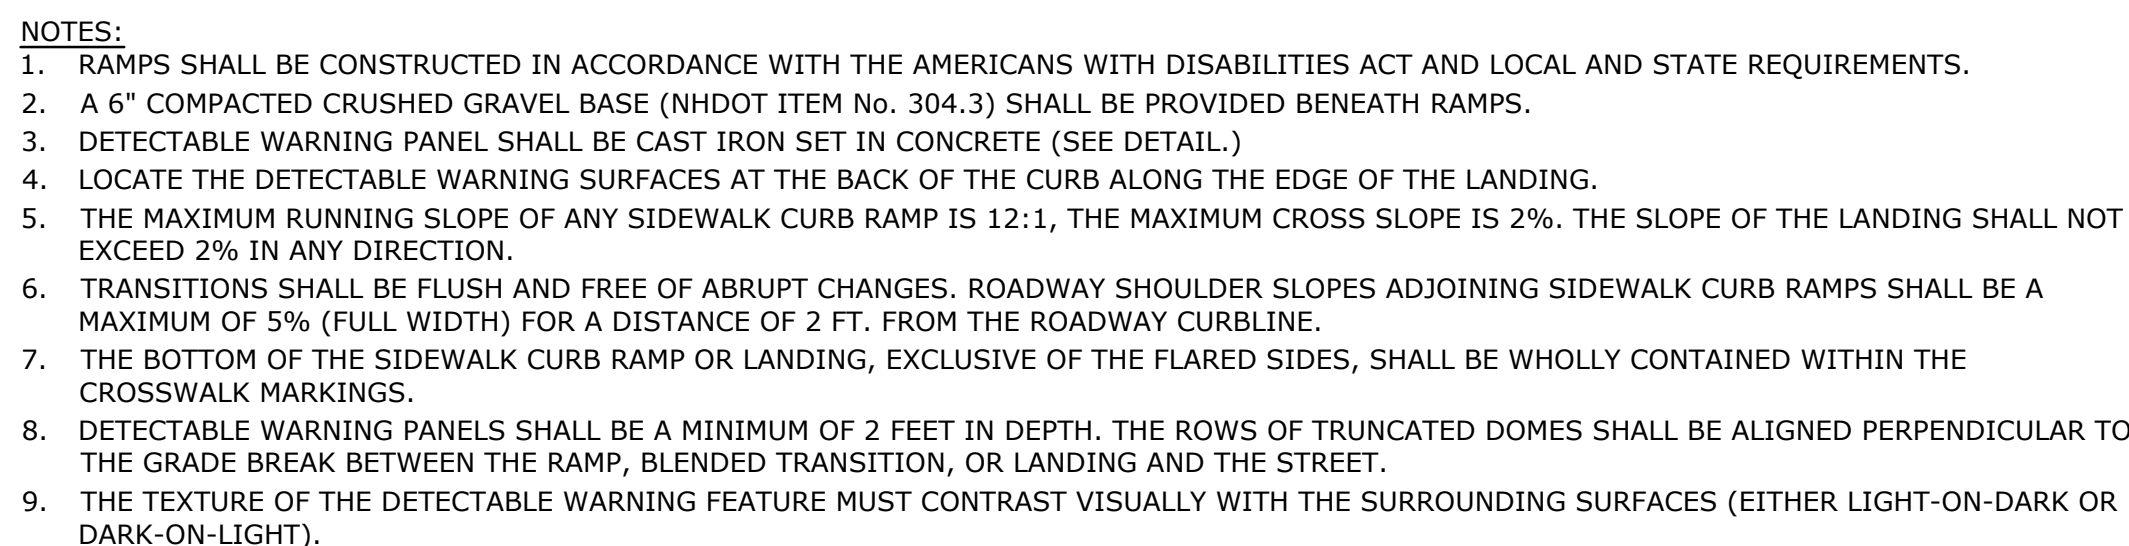 NOTES:
1. RAMPS SHALL BE CONSTRUCTED IN ACCORDANCE WITH THE AMERICANS WITH DISABILITIES ACT AND LOCAL AND STATE REQUIREMENTS.
2. A 6" COMPACTED CRUSHED GRAVEL BASE (NHDOT ITEM No. 304.3) SHALL BE PROVIDED BENEATH RAMPS.
3. DETECTABLE WARNING PANEL SHALL BE CAST IRON SET IN CONCRETE (SEE DETAIL.)
4. LOCATE THE DETECTABLE WARNING SURFACES AT THE BACK OF THE CURB ALONG THE EDGE OF THE LANDING.
5. THE MAXIMUM RUNNING SLOPE OF ANY SIDEWALK CURB RAMP IS 12:1, THE MAXIMUM CROSS SLOPE IS 2%. THE SLOPE OF THE LANDING SHALL NOT
EXCEED 2% IN ANY DIRECTION.
6. TRANSITIONS SHALL BE FLUSH AND FREE OF ABRUPT CHANGES. ROADWAY SHOULDER SLOPES ADJOINING SIDEWALK CURB RAMPS SHALL BE A
MAXIMUM OF 5% (FULL WIDTH) FOR A DISTANCE OF 2 FT. FROM THE ROADWAY CURBLINE.
7. THE BOTTOM OF THE SIDEWALK CURB RAMP OR LANDING, EXCLUSIVE OF THE FLARED SIDES, SHALL BE WHOLLY CONTAINED WITHIN THE
CROSSWALK MARKINGS.
8. DETECTABLE WARNING PANELS SHALL BE A MINIMUM OF 2 FEET IN DEPTH. THE ROWS OF TRUNCATED DOMES SHALL BE ALIGNED PERPENDICULAR TO
THE GRADE BREAK BETWEEN THE RAMP, BLENDED TRANSITION, OR LANDING AND THE STREET.
9. THE TEXTURE OF THE DETECTABLE WARNING FEATURE MUST CONTRAST VISUALLY WITH THE SURROUNDING SURFACES (EITHER LIGHT-ON-DARK OR
DARK-ON-LIGHT).